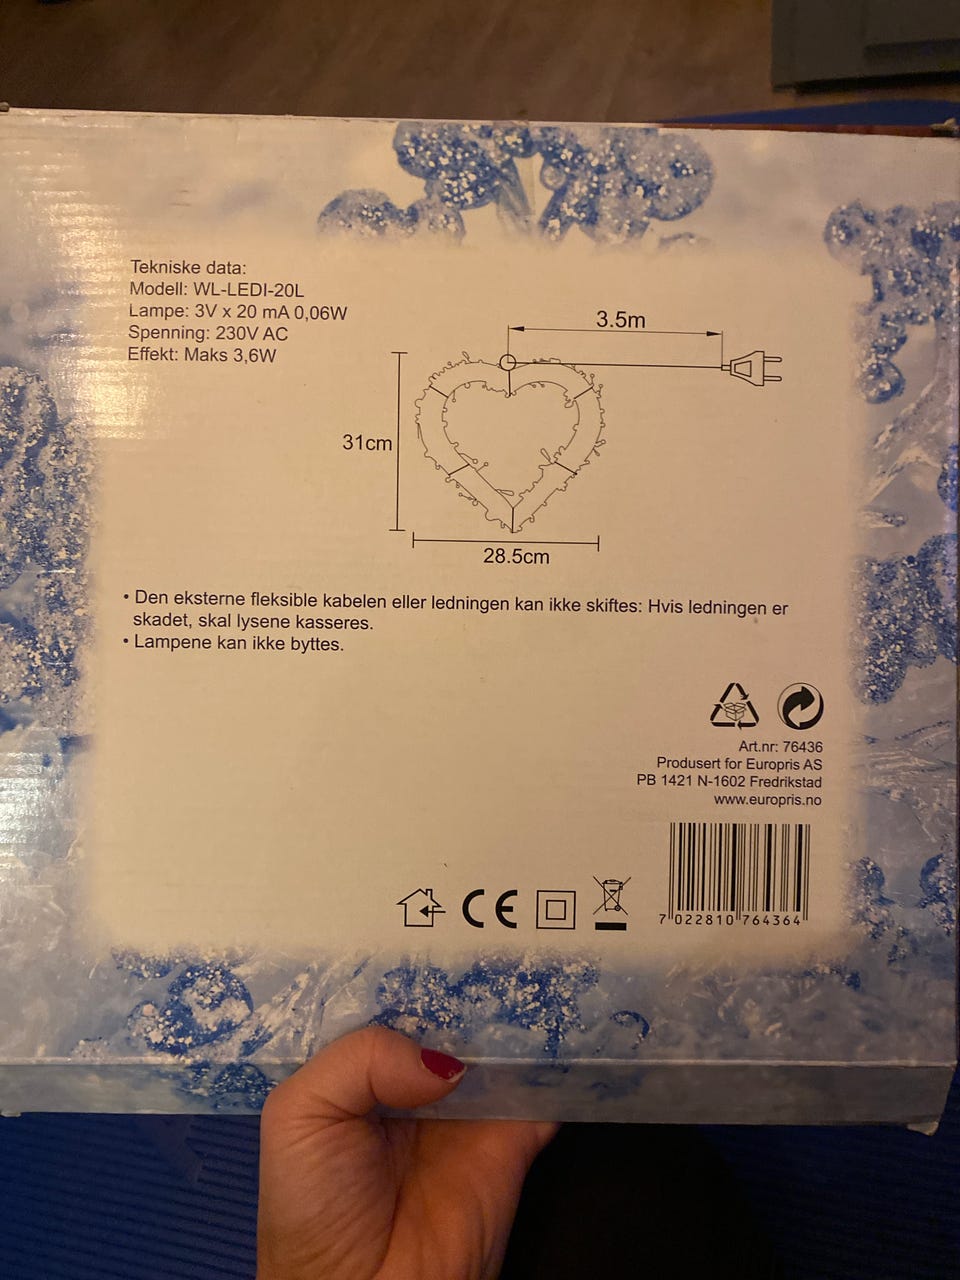 Tekniske data:
Modell: WL-LEDI-20L
Lampe: 3V x 20 mA 0,06W
Spenning: 230V AC
Effekt: Maks 3,6W
3.5m
31cm
28.5cm
• Den eksterne fleksible kabelen eller ledningen kan ikke skiftes: Hvis ledningen er
skadet, skal lysene kasseres.
• Lampene kan ikke byttes.
Art.nr: 76436
Produsert for Europris AS
PB 1421 N-1602 Fredrikstad
www.europris.no
CE
7 022810 764364